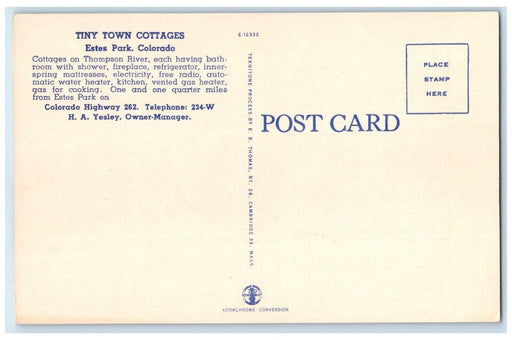 TINY TOWN COTTAGES
Estes Park, Colorado
Cottages on Thompson River, each having bath-
room with shower, fireplace, refrigerator, inner-
spring mattresses, electricity, free radio, auto-
matic water heater, kitchen, vented gas heater,
gas for cooking. One and one quarter miles
from Estes Park on
Colorado Highway 262. Telephone: 234-W
H. A. Yesley, Owner-Manager.
E-12332
TEKNITONE PROCESS BY E. B. THOMAS, BT. 26, CAMBRIDGE 39, MASS.
POST CARD
PLACE
STAMP
HERE
ACOACHROME CONVERSION